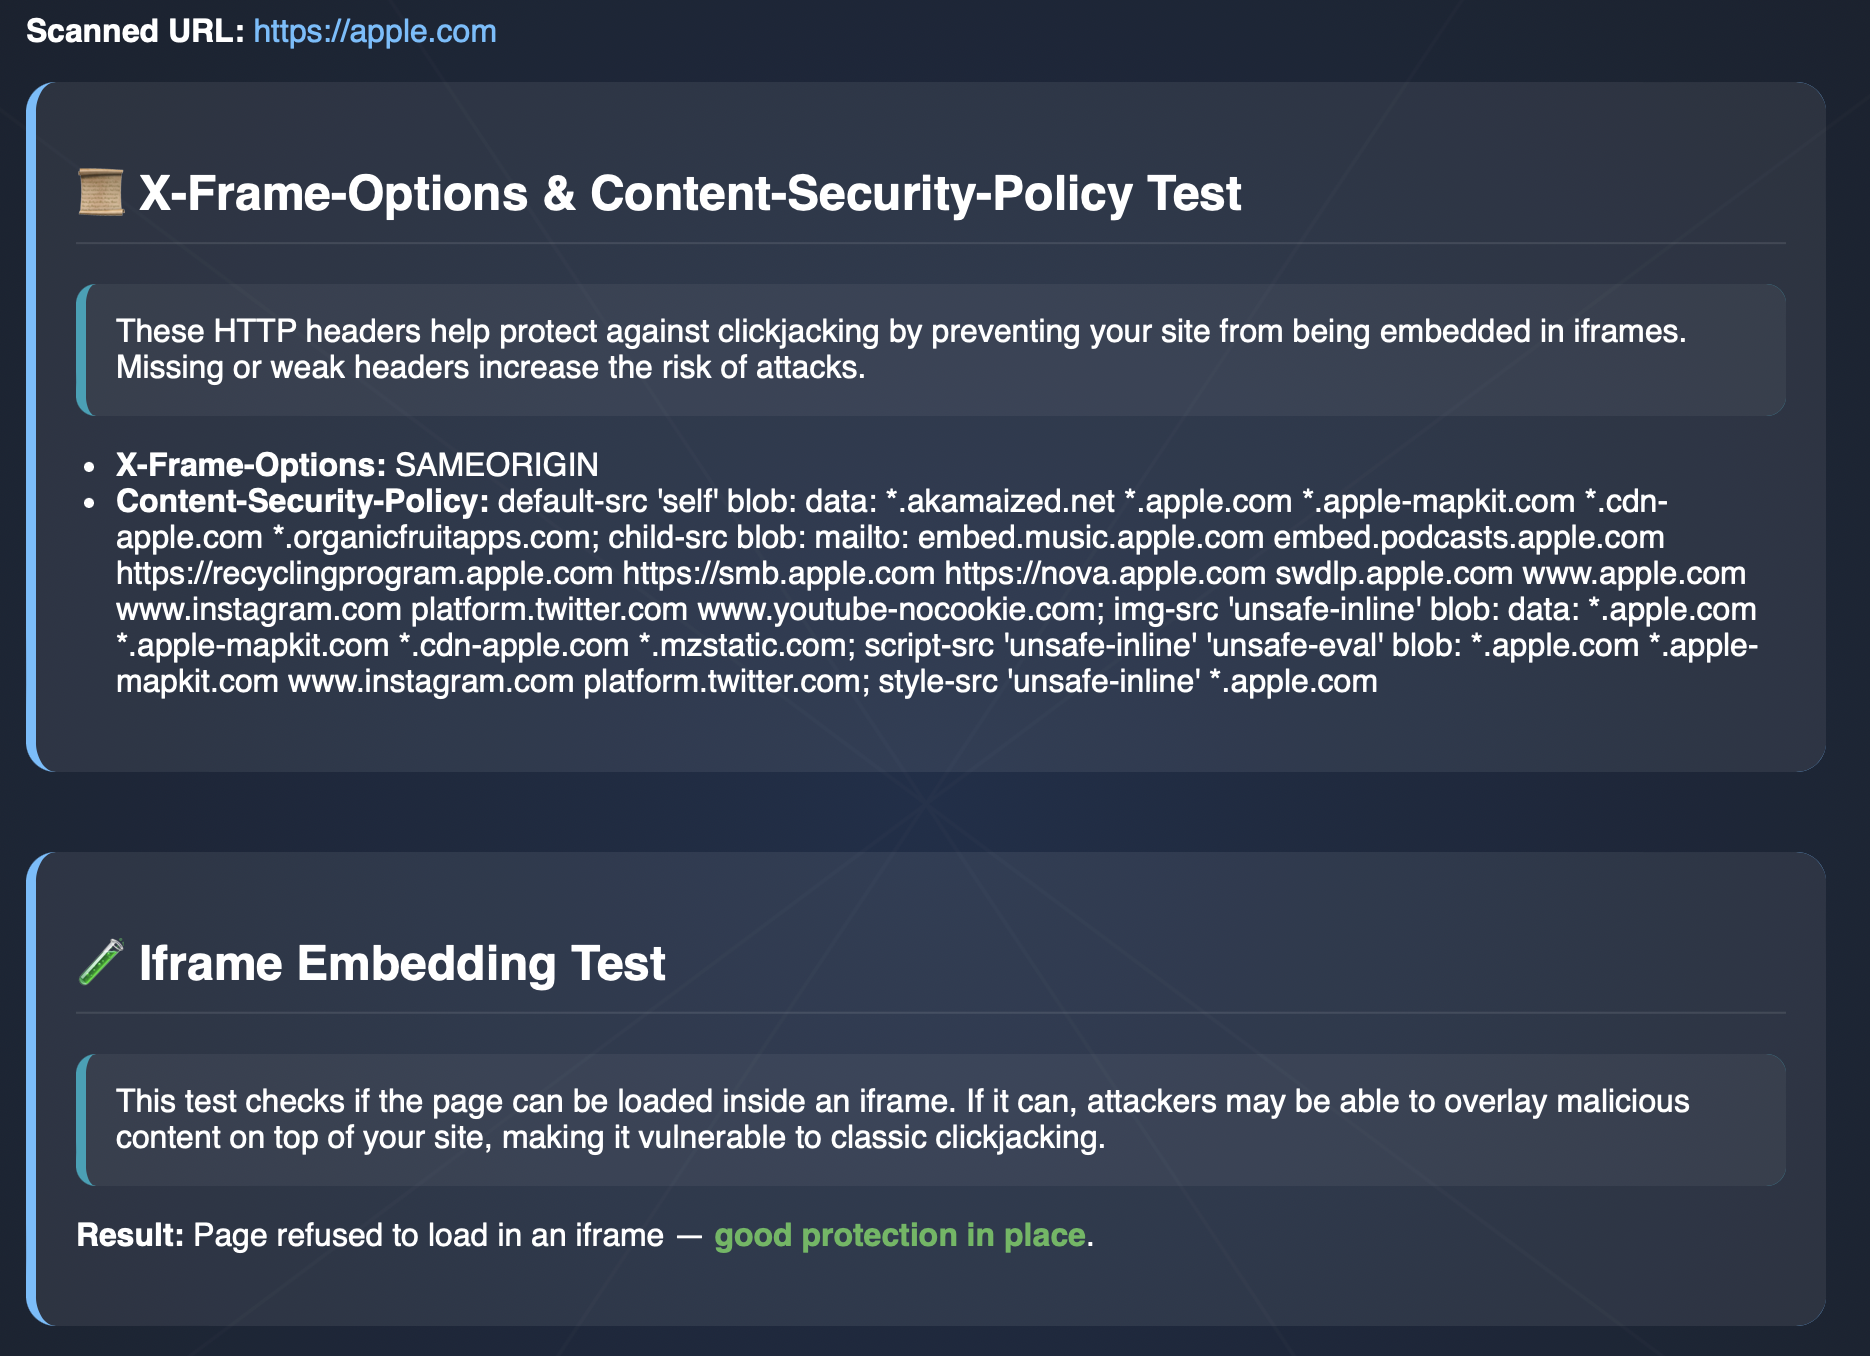 Scanned URL: https://apple.com
📜 X-Frame-Options & Content-Security-Policy Test
These HTTP headers help protect against clickjacking by preventing your site from being embedded in iframes.
Missing or weak headers increase the risk of attacks.
• X-Frame-Options: SAMEORIGIN
• Content-Security-Policy: default-src 'self' blob: data: *.akamaized.net *.apple.com *.apple-mapkit.com *.cdn-
apple.com *.organicfruitapps.com; child-src blob: mailto: embed.music.apple.com embed.podcasts.apple.com
https://recyclingprogram.apple.com https://smb.apple.com https://nova.apple.com swdlp.apple.com www.apple.com
www.instagram.com platform.twitter.com www.youtube-nocookie.com; img-src 'unsafe-inline' blob: data: *.apple.com
*.apple-mapkit.com *.cdn-apple.com *.mzstatic.com; script-src 'unsafe-inline' 'unsafe-eval' blob: *.apple.com *.apple-
mapkit.com www.instagram.com platform.twitter.com; style-src 'unsafe-inline' *.apple.com
🧪 Iframe Embedding Test
This test checks if the page can be loaded inside an iframe. If it can, attackers may be able to overlay malicious
content on top of your site, making it vulnerable to classic clickjacking.
Result: Page refused to load in an iframe — good protection in place.